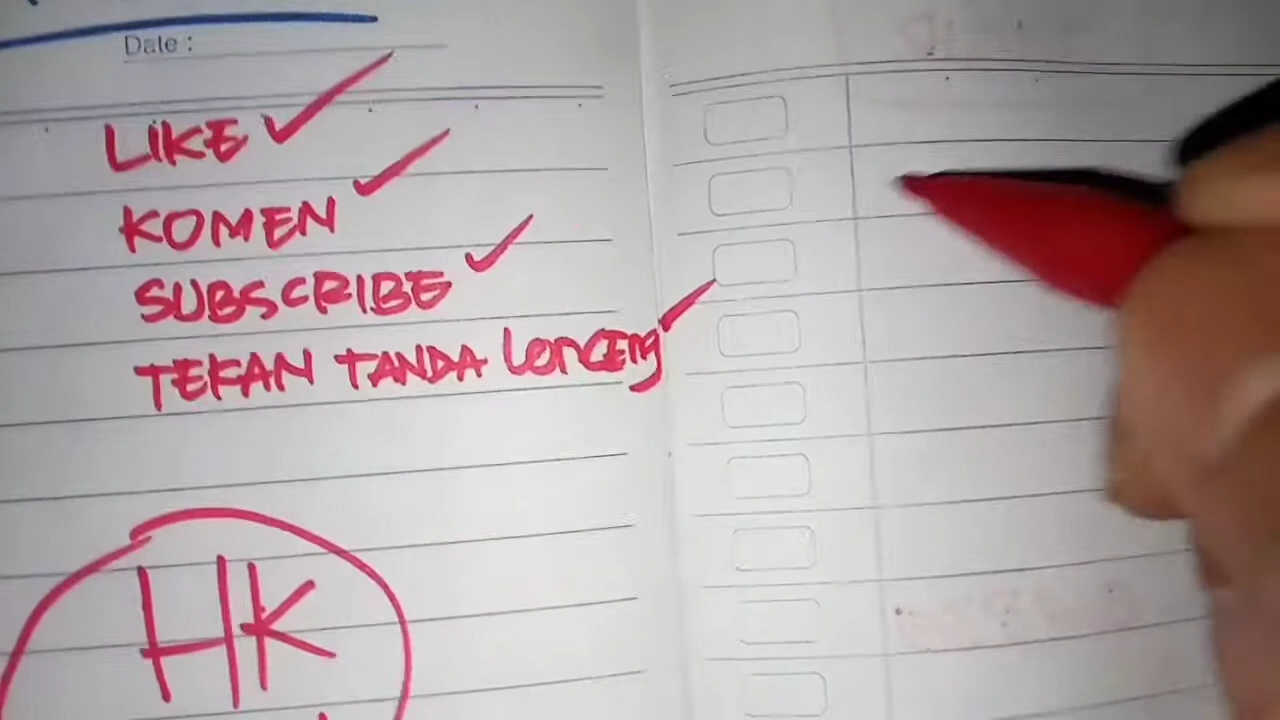 Date :
LIKE
KOMEN
SUBSCRIBE
TEKAN TANDA LONCENG
HK